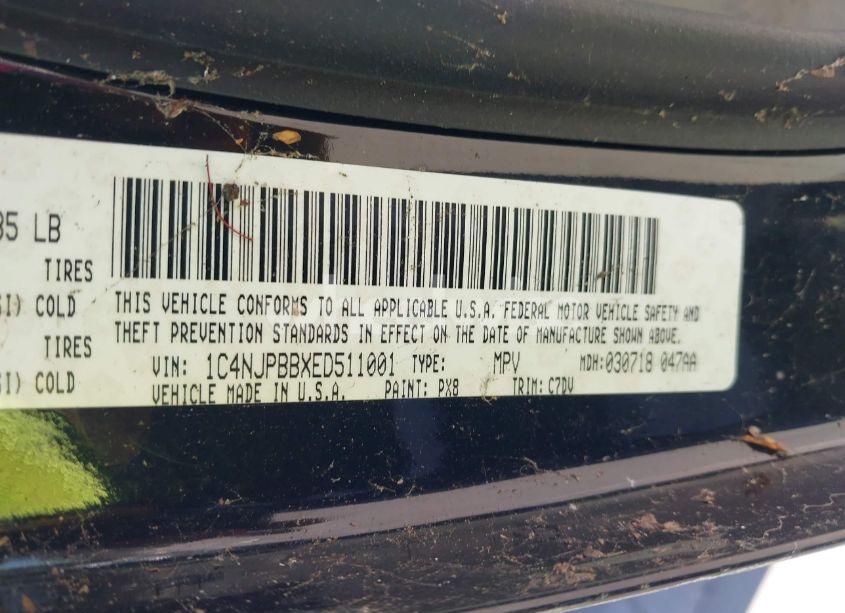 85 LB
TIRES
SI) COLD
TIRES
SI) COLD
THIS VEHICLE CONFORMS TO ALL APPLICABLE U.S.A. FEDERAL MOTOR VEHICLE SAFETY AND
THEFT PREVENTION STANDARDS IN EFFECT ON THE DATE OF MANUFACTURE SHOWN ABOVE.
VIN: 1C4NJPBBXED511001 TYPE: MPV MDH:030718 047AA
VEHICLE MADE IN U.S.A. PAINT: PX8 TRIM: C7DV